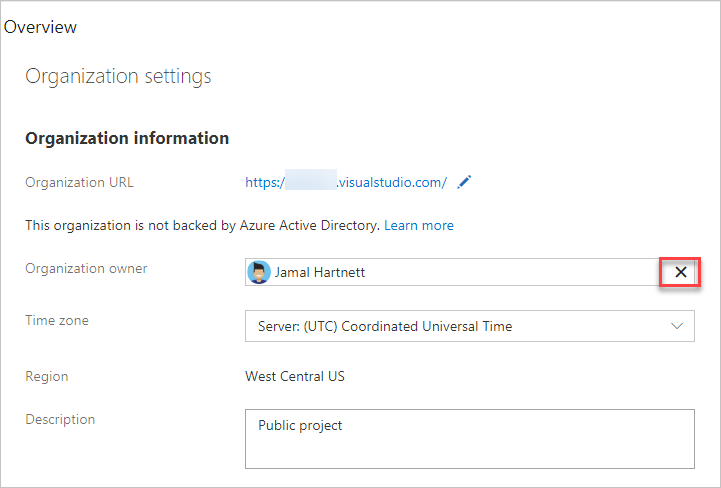 Overview
Organization settings
Organization information
Organization URL https:/ .visualstudio.com/
This organization is not backed by Azure Active Directory. Learn more
Organization owner Jamal Hartnett
Time zone Server: (UTC) Coordinated Universal Time
Region West Central US
Description Public project